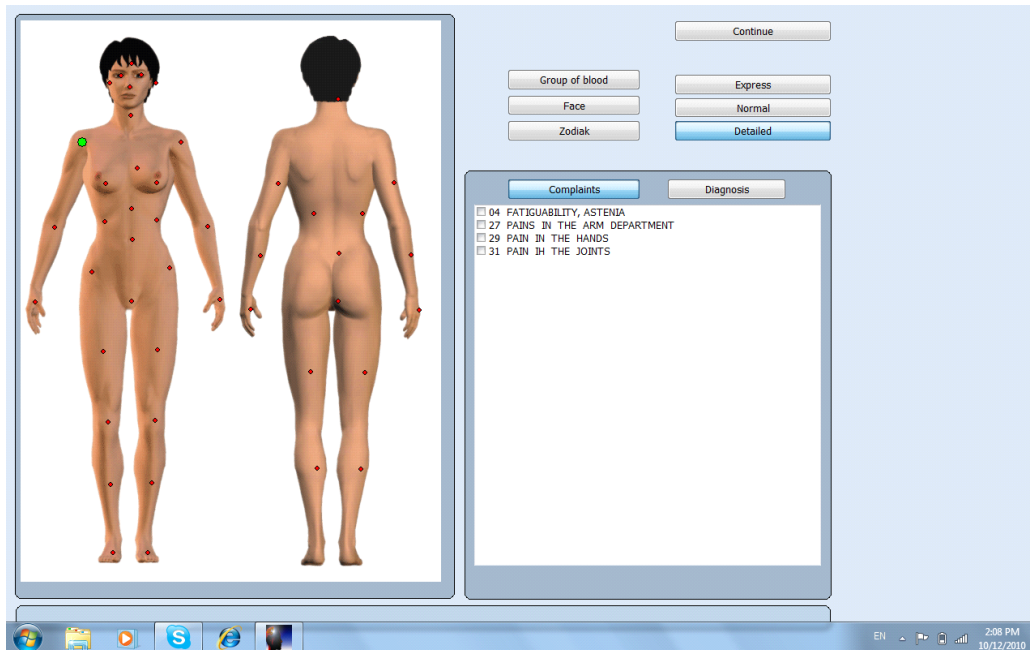 Continue
Group of blood
Express
Face
Normal
Zodiak
Detailed
Complaints
Diagnosis
04 FATIGUABILITY, ASTENIA
27 PAINS IN THE ARM DEPARTMENT
29 PAIN IN THE HANDS
31 PAIN IH THE JOINTS
EN
2:08 PM
10/12/2010